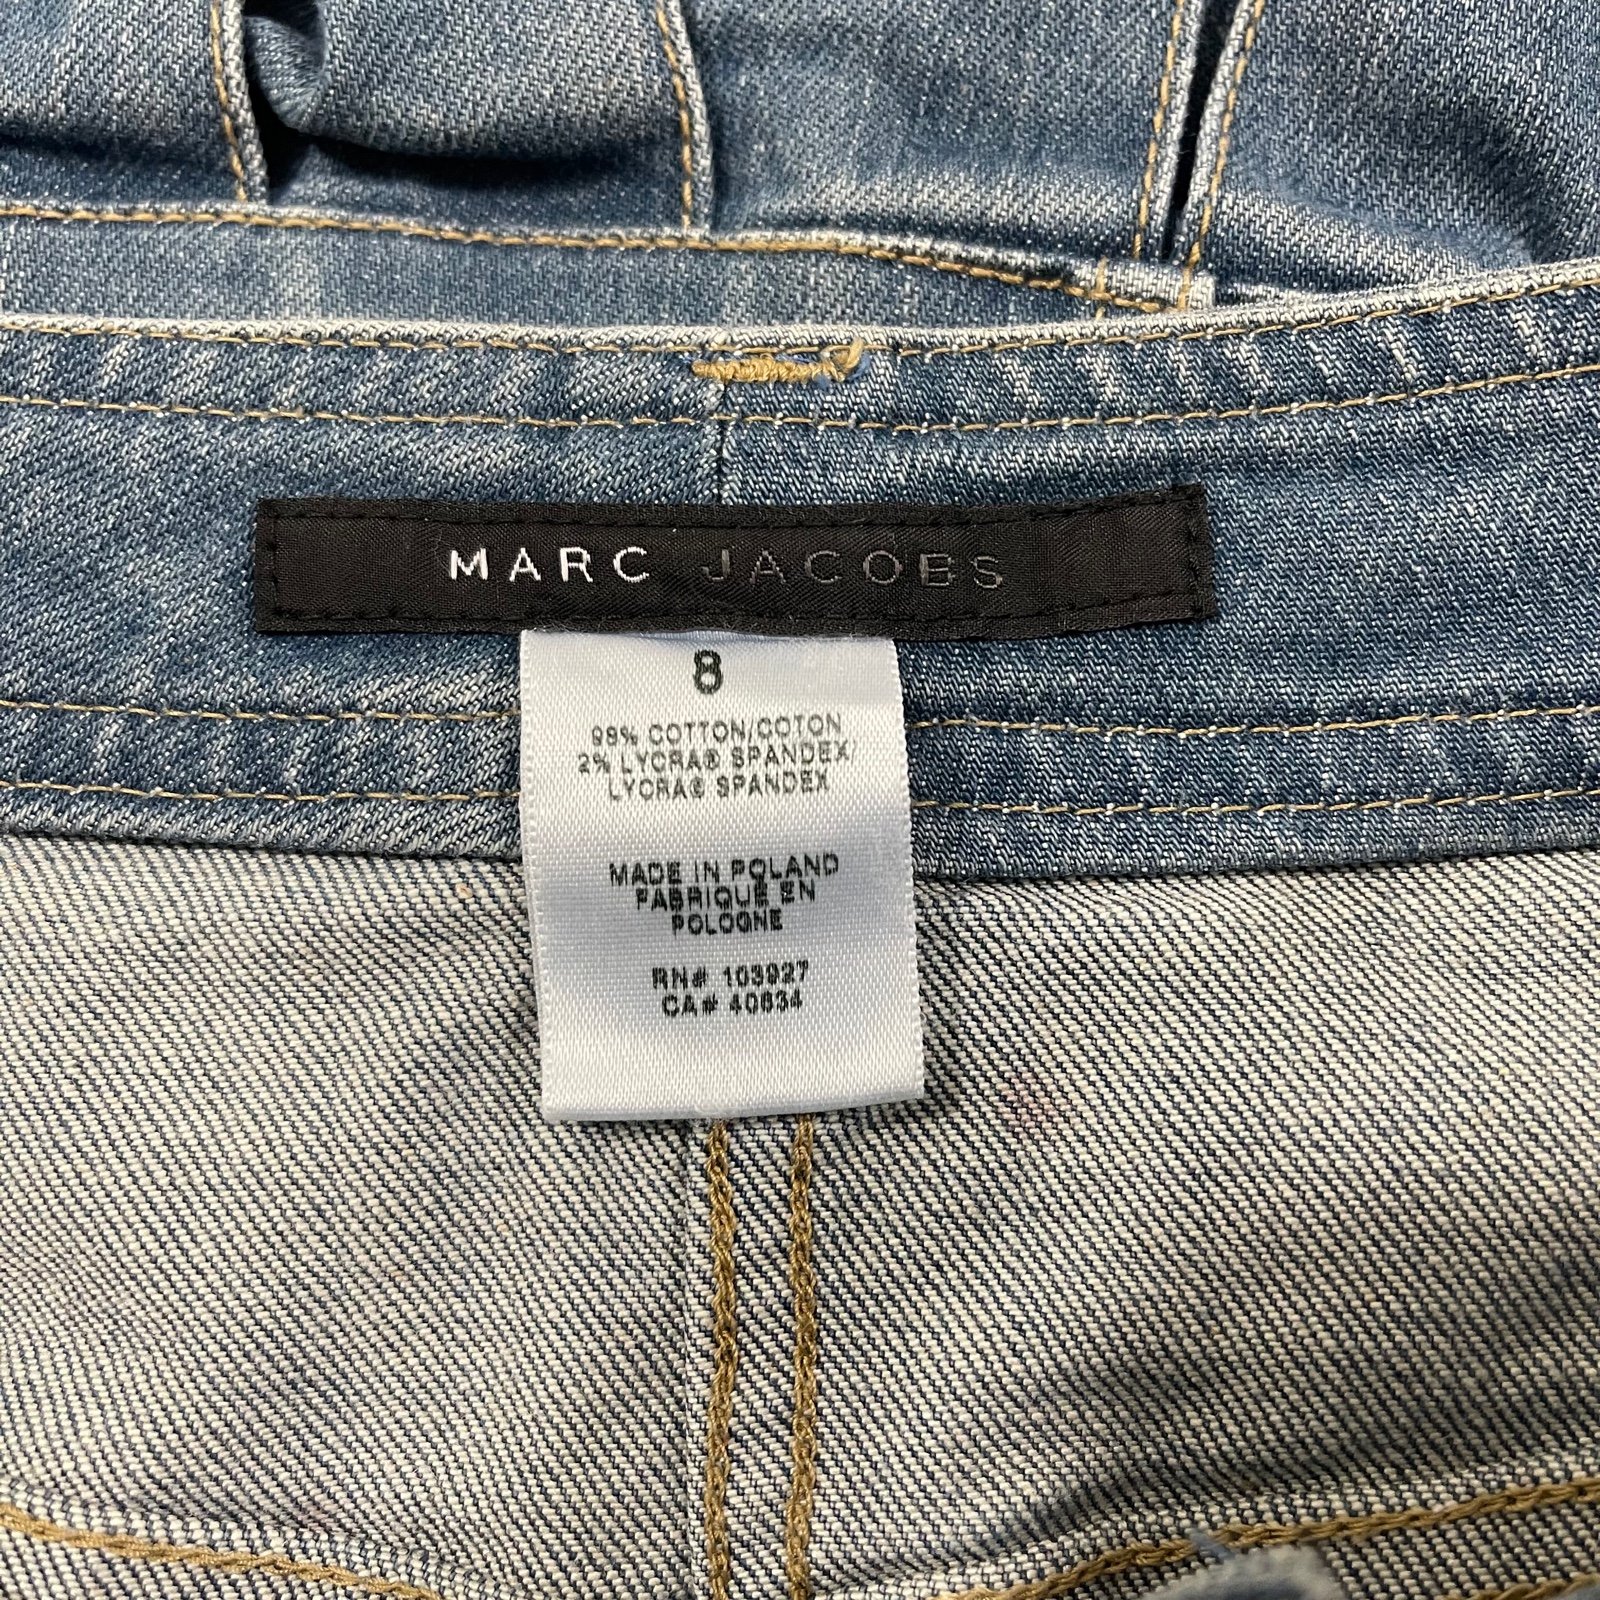 MARC JACOBS
8
98% COTTON/COTON
2% LYCRA® SPANDEX/
LYCRA® SPANDEX
MADE IN POLAND
FABRIQUÉ EN
POLOGNE
RN# 103927
CA# 40634